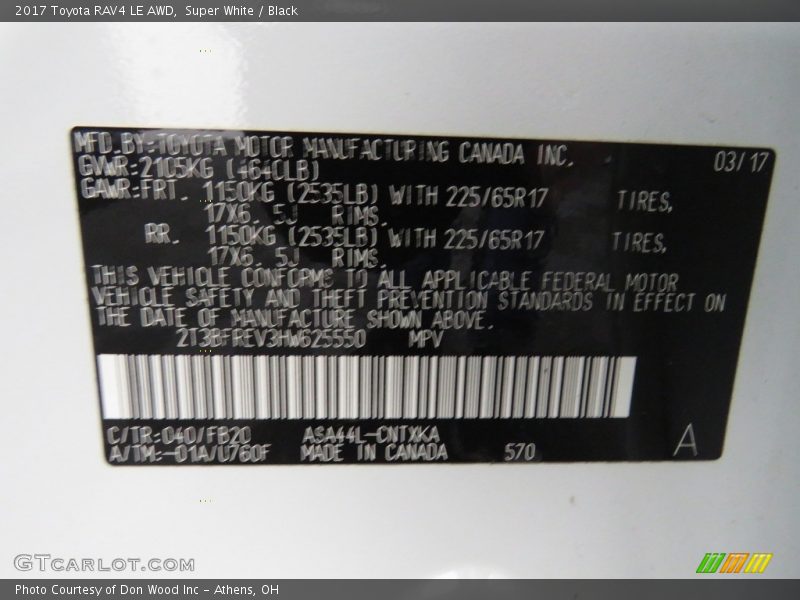 2017 Toyota RAV4 LE AWD, Super White / Black
MFD.BY:TOYOTA MOTOR MANUFACTURING CANADA INC. 03/17
GVWR:2105KG (4640LB)
GAWR:FRT. 1150KG (2535LB) WITH 225/65R17 TIRES,
17X6.5J RIMS,
RR. 1150KG (2535LB) WITH 225/65R17 TIRES,
17X6.5J RIMS.
THIS VEHICLE CONFORMS TO ALL APPLICABLE FEDERAL MOTOR
VEHICLE SAFETY AND THEFT PREVENTION STANDARDS IN EFFECT ON
THE DATE OF MANUFACTURE SHOWN ABOVE.
2T3BFREV3HW625550 MPV
C/TR:040/FB20 ASA44L-CNTXKA
A/TM:-01A/U760F MADE IN CANADA 570 A
GTCARLOT.COM
Photo Courtesy of Don Wood Inc - Athens, OH